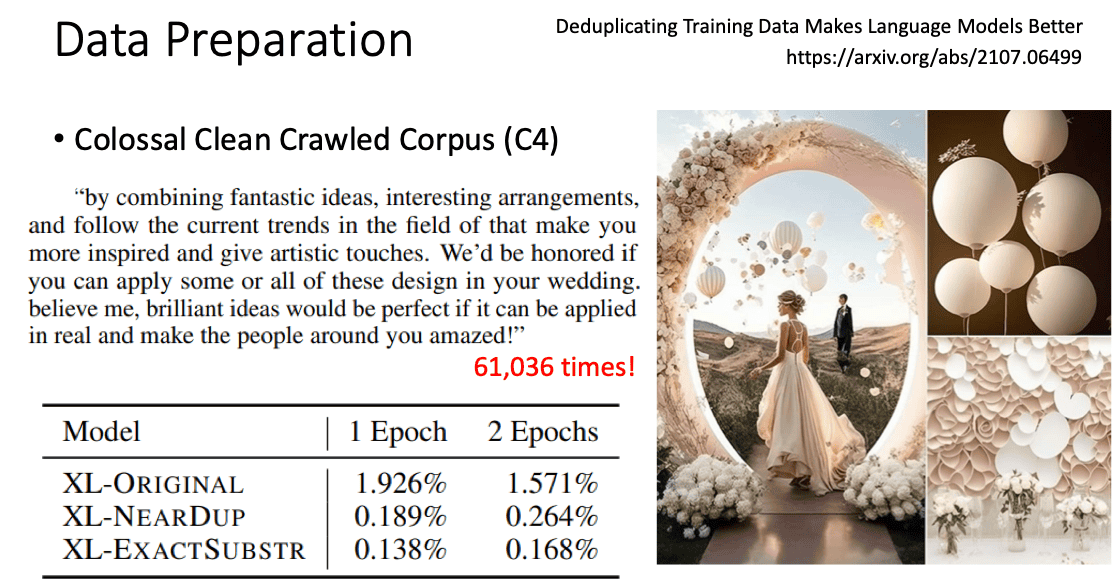 Data Preparation
Deduplicating Training Data Makes Language Models Better
https://arxiv.org/abs/2107.06499
• Colossal Clean Crawled Corpus (C4)
“by combining fantastic ideas, interesting arrangements,
and follow the current trends in the field of that make you
more inspired and give artistic touches. We’d be honored if
you can apply some or all of these design in your wedding.
believe me, brilliant ideas would be perfect if it can be applied
in real and make the people around you amazed!”
61,036 times!
Model 1 Epoch 2 Epochs
XL-ORIGINAL 1.926% 1.571%
XL-NEARDUP 0.189% 0.264%
XL-EXACTSUBSTR 0.138% 0.168%